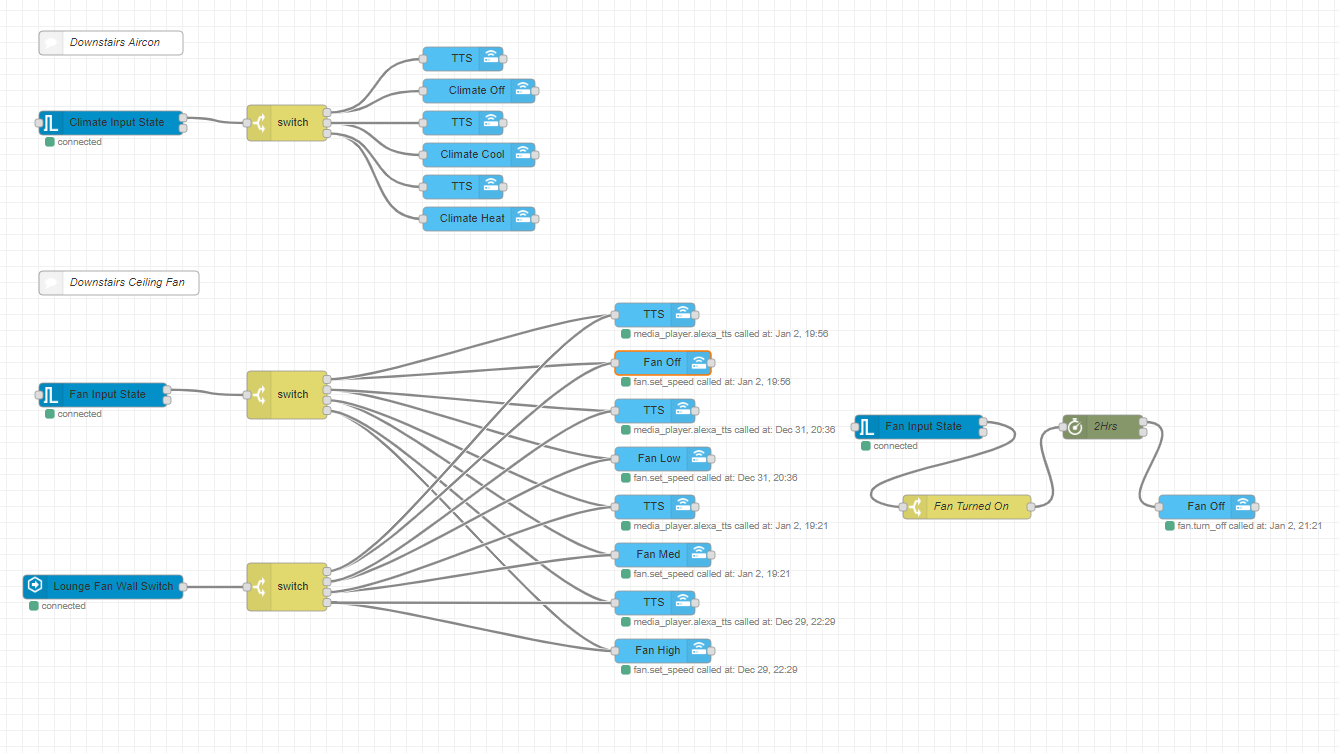 Downstairs Aircon
TTS
Climate Off
Climate Input State
connected
switch
TTS
Climate Cool
TTS
Climate Heat
Downstairs Ceiling Fan
TTS
media_player.alexa_tts called at: Jan 2, 19:56
Fan Off
fan.set_speed called at: Jan 2, 19:56
Fan Input State
connected
switch
TTS
media_player.alexa_tts called at: Dec 31, 20:36
Fan Low
fan.set_speed called at: Dec 31, 20:36
TTS
media_player.alexa_tts called at: Jan 2, 19:21
Fan Med
fan.set_speed called at: Jan 2, 19:21
Lounge Fan Wall Switch
connected
switch
TTS
media_player.alexa_tts called at: Dec 29, 22:29
Fan High
fan.set_speed called at: Dec 29, 22:29
Fan Input State
connected
2Hrs
Fan Turned On
Fan Off
fan.turn_off called at: Jan 2, 21:21